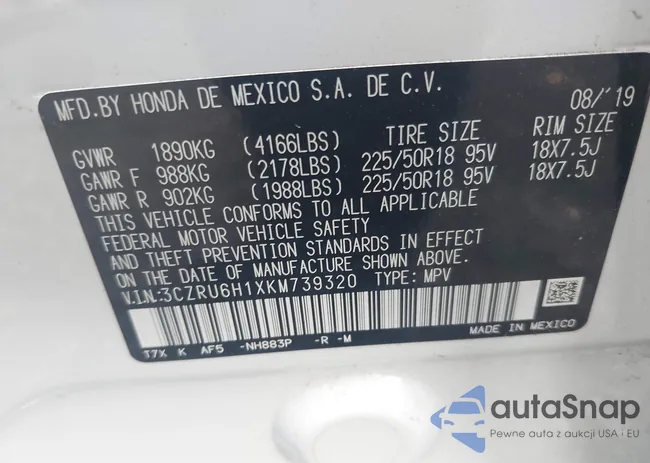 MFD.BY HONDA DE MEXICO S.A. DE C.V. 08/'19
TIRE SIZE RIM SIZE
GVWR 1890KG (4166LBS)
GAWR F 988KG (2178LBS) 225/50R18 95V 18X7.5J
GAWR R 902KG (1988LBS) 225/50R18 95V 18X7.5J
THIS VEHICLE CONFORMS TO ALL APPLICABLE
FEDERAL MOTOR VEHICLE SAFETY
AND THEFT PREVENTION STANDARDS IN EFFECT
ON THE DATE OF MANUFACTURE SHOWN ABOVE.
V.I.N:3CZRU6H1XKM739320 TYPE: MPV
T7X K AF5 -NH883P -R -M
MADE IN MEXICO
autaSnap
Pewne auta z aukcji USA i EU